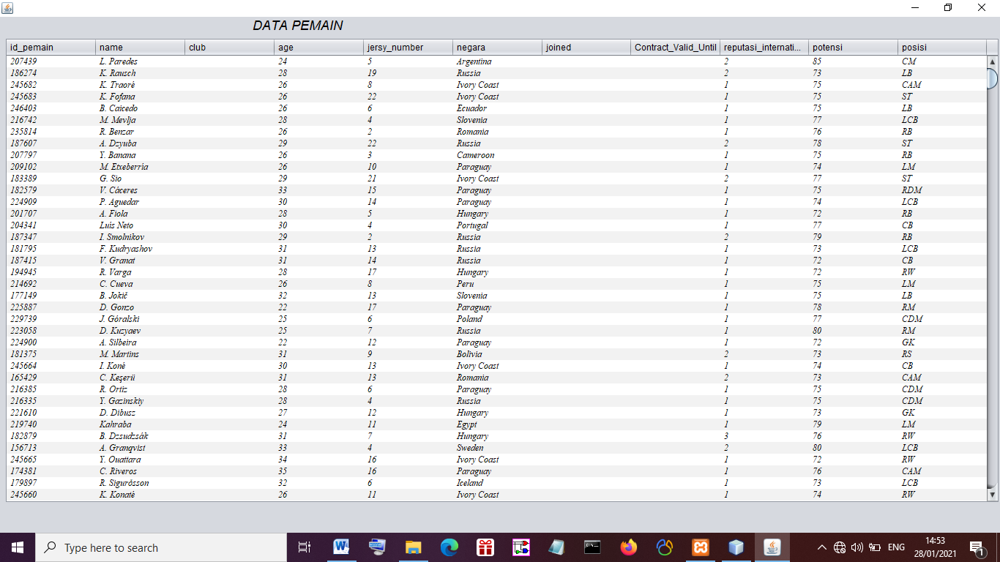 DATA PEMAIN
id_pemain name club age jersy_number negara joined Contract_Valid_Until reputasi_internati... potensi posisi
207439 L. Paredes 24 5 Argentina 2 85 CM
186274 K. Rausch 28 19 Russia 2 73 LB
245682 K. Traoré 26 8 Ivory Coast 1 75 CAM
245683 K. Fofana 26 22 Ivory Coast 1 75 ST
246403 B. Caicedo 26 6 Ecuador 1 75 LB
216742 M. Mevlja 28 4 Slovenia 1 77 LCB
235814 R. Benzar 26 2 Romania 1 76 RB
187607 A. Dzyuba 29 22 Russia 2 78 ST
207797 Y. Banana 26 3 Cameroon 1 75 RB
209102 M. Etxeberría 26 10 Paraguay 1 74 LM
183389 G. Sio 29 21 Ivory Coast 2 77 ST
182579 V. Cáceres 33 15 Paraguay 1 75 RDM
224909 P. Aguedar 30 14 Paraguay 1 74 LCB
201707 A. Fiola 28 5 Hungary 1 72 RB
204341 Luís Neto 30 4 Portugal 1 77 CB
187347 I. Smolnikov 29 2 Russia 2 79 RB
181795 F. Kudryashov 31 13 Russia 1 73 LCB
187415 V. Granat 31 14 Russia 1 72 CB
194945 R. Varga 28 17 Hungary 1 72 RW
214692 C. Cueva 26 8 Peru 1 75 LM
177149 B. Jokič 32 13 Slovenia 1 75 LB
225887 D. Gonzo 22 17 Paraguay 1 78 RM
229739 J. Góralski 25 6 Poland 1 77 CDM
223058 D. Kuzyaev 25 7 Russia 1 80 RM
224900 A. Silbeira 22 12 Paraguay 1 72 GK
181375 M. Martins 31 9 Bolivia 2 73 RS
245664 I. Koné 30 13 Ivory Coast 1 74 CB
165429 C. Keşerü 31 13 Romania 2 73 CAM
216385 R. Ortiz 28 6 Paraguay 1 75 CDM
216335 Y. Gazinskiy 28 4 Russia 1 75 CDM
221610 D. Dibusz 27 12 Hungary 1 73 GK
219740 Kahraba 24 11 Egypt 1 79 LM
182879 B. Dzsudzsák 31 7 Hungary 3 76 RW
156713 A. Granqvist 33 4 Sweden 2 80 LCB
245665 Y. Ouattara 34 16 Ivory Coast 1 72 RW
174381 C. Riveros 35 16 Paraguay 1 76 CAM
179897 R. Sigurðsson 32 6 Iceland 1 73 LCB
245660 K. Konaté 26 11 Ivory Coast 1 74 RW
Type here to search ENG 14:53
28/01/2021 1